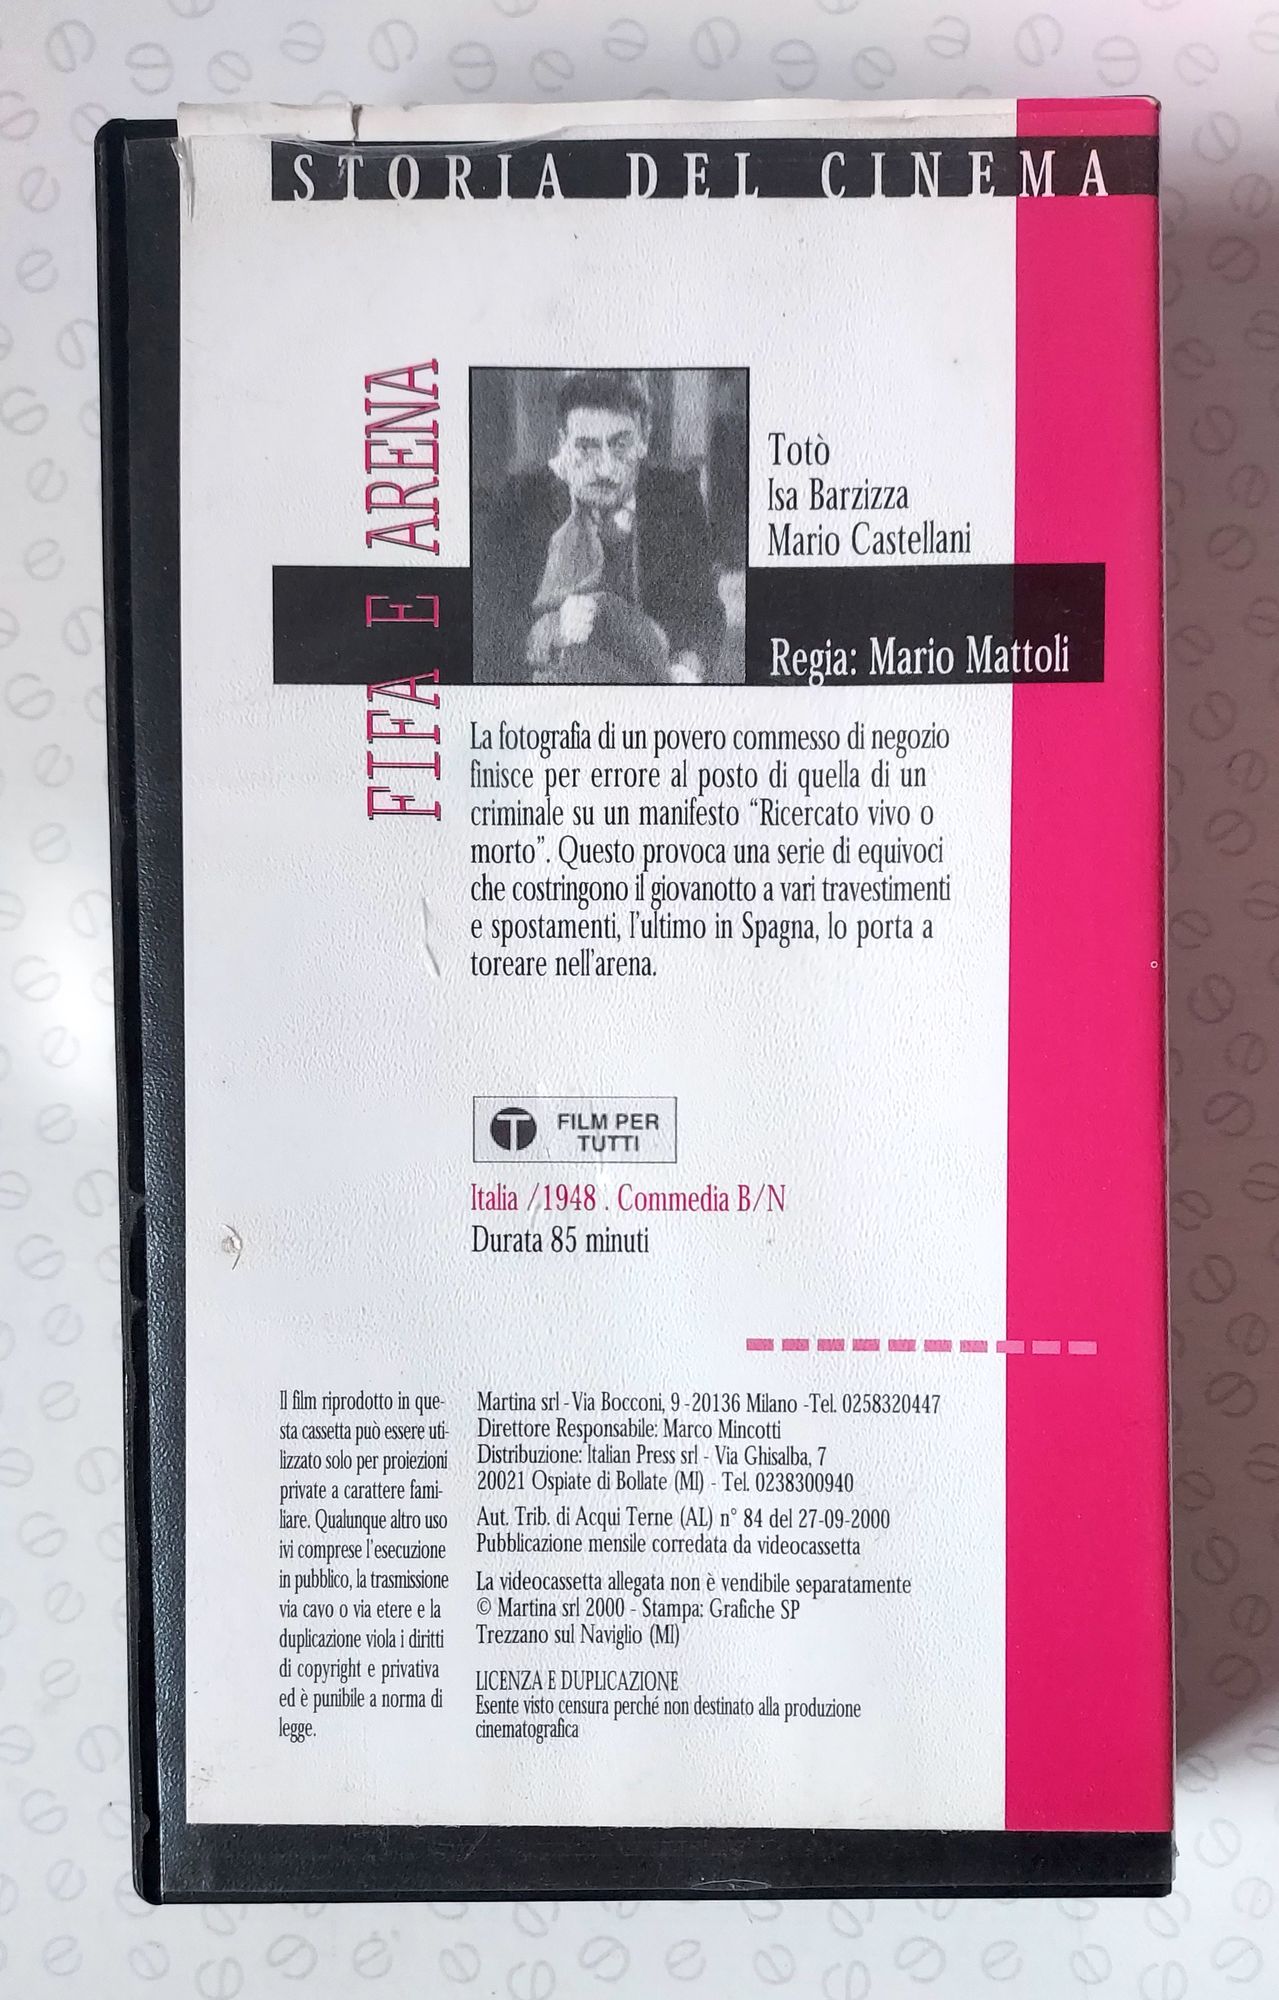 STORIA DEL CINEMA
FIFA E ARENA
Totò
Isa Barzizza
Mario Castellani
Regia: Mario Mattoli
La fotografia di un povero commesso di negozio
finisce per errore al posto di quella di un
criminale su un manifesto “Ricercato vivo o
morto”. Questo provoca una serie di equivoci
che costringono il giovanotto a vari travestimenti
e spostamenti, l'ultimo in Spagna, lo porta a
toreare nell'arena.
T FILM PER
TUTTI
Italia /1948 . Commedia B/N
Durata 85 minuti
Il film riprodotto in que-
sta cassetta può essere uti-
lizzato solo per proiezioni
private a carattere fami-
liare. Qualunque altro uso
ivi comprese l'esecuzione
in pubblico, la trasmissione
via cavo o via etere e la
duplicazione viola i diritti
di copyright e privativa
ed è punibile a norma di
legge.
Martina srl - Via Bocconi, 9 - 20136 Milano -Tel. 0258320447
Direttore Responsabile: Marco Mincotti
Distribuzione: Italian Press srl - Via Ghisalba, 7
20021 Ospiate di Bollate (MI) - Tel. 0238300940
Aut. Trib. di Acqui Terne (AL) n° 84 del 27-09-2000
Pubblicazione mensile corredata da videocassetta
La videocassetta allegata non è vendibile separatamente
© Martina srl 2000 - Stampa: Grafiche SP
Trezzano sul Naviglio (MI)
LICENZA E DUPLICAZIONE
Esente visto censura perché non destinato alla produzione
cinematografica